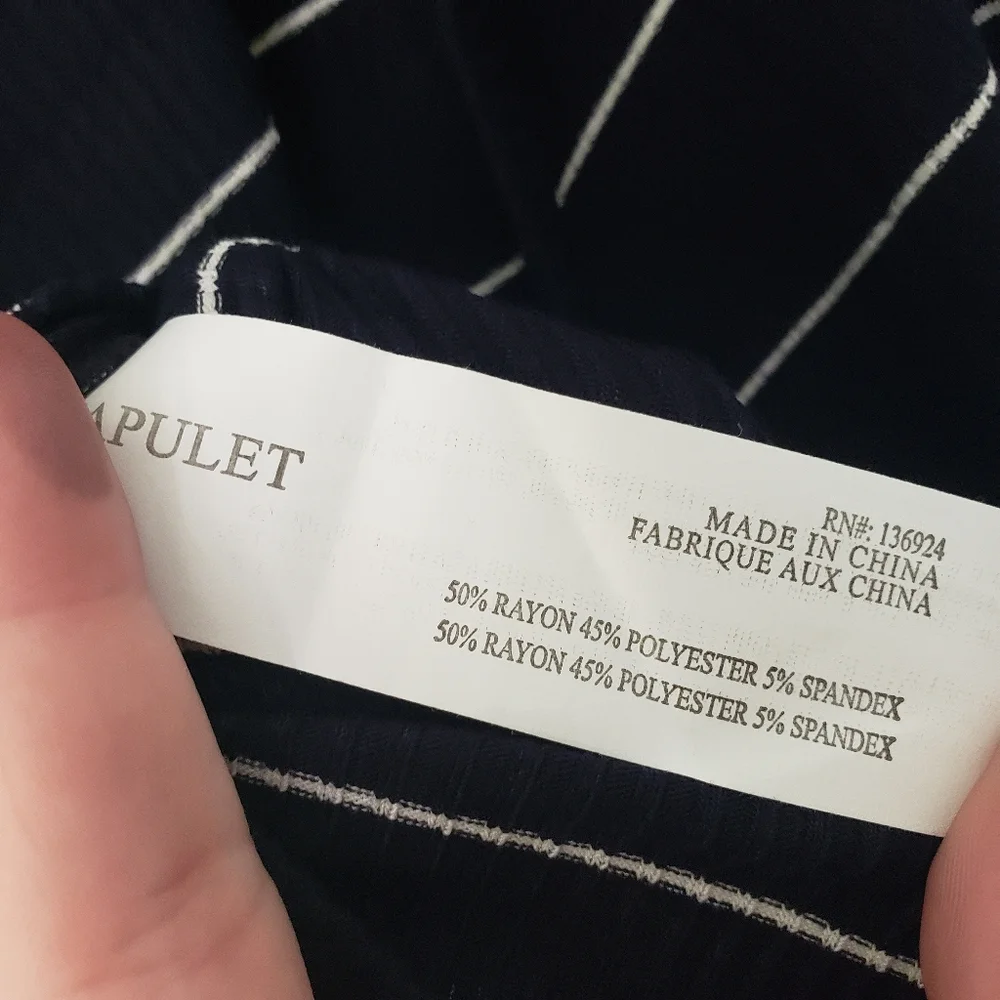 APULET
RN#: 136924
MADE IN CHINA
FABRIQUE AUX CHINA
50% RAYON 45% POLYESTER 5% SPANDEX
50% RAYON 45% POLYESTER 5% SPANDEX